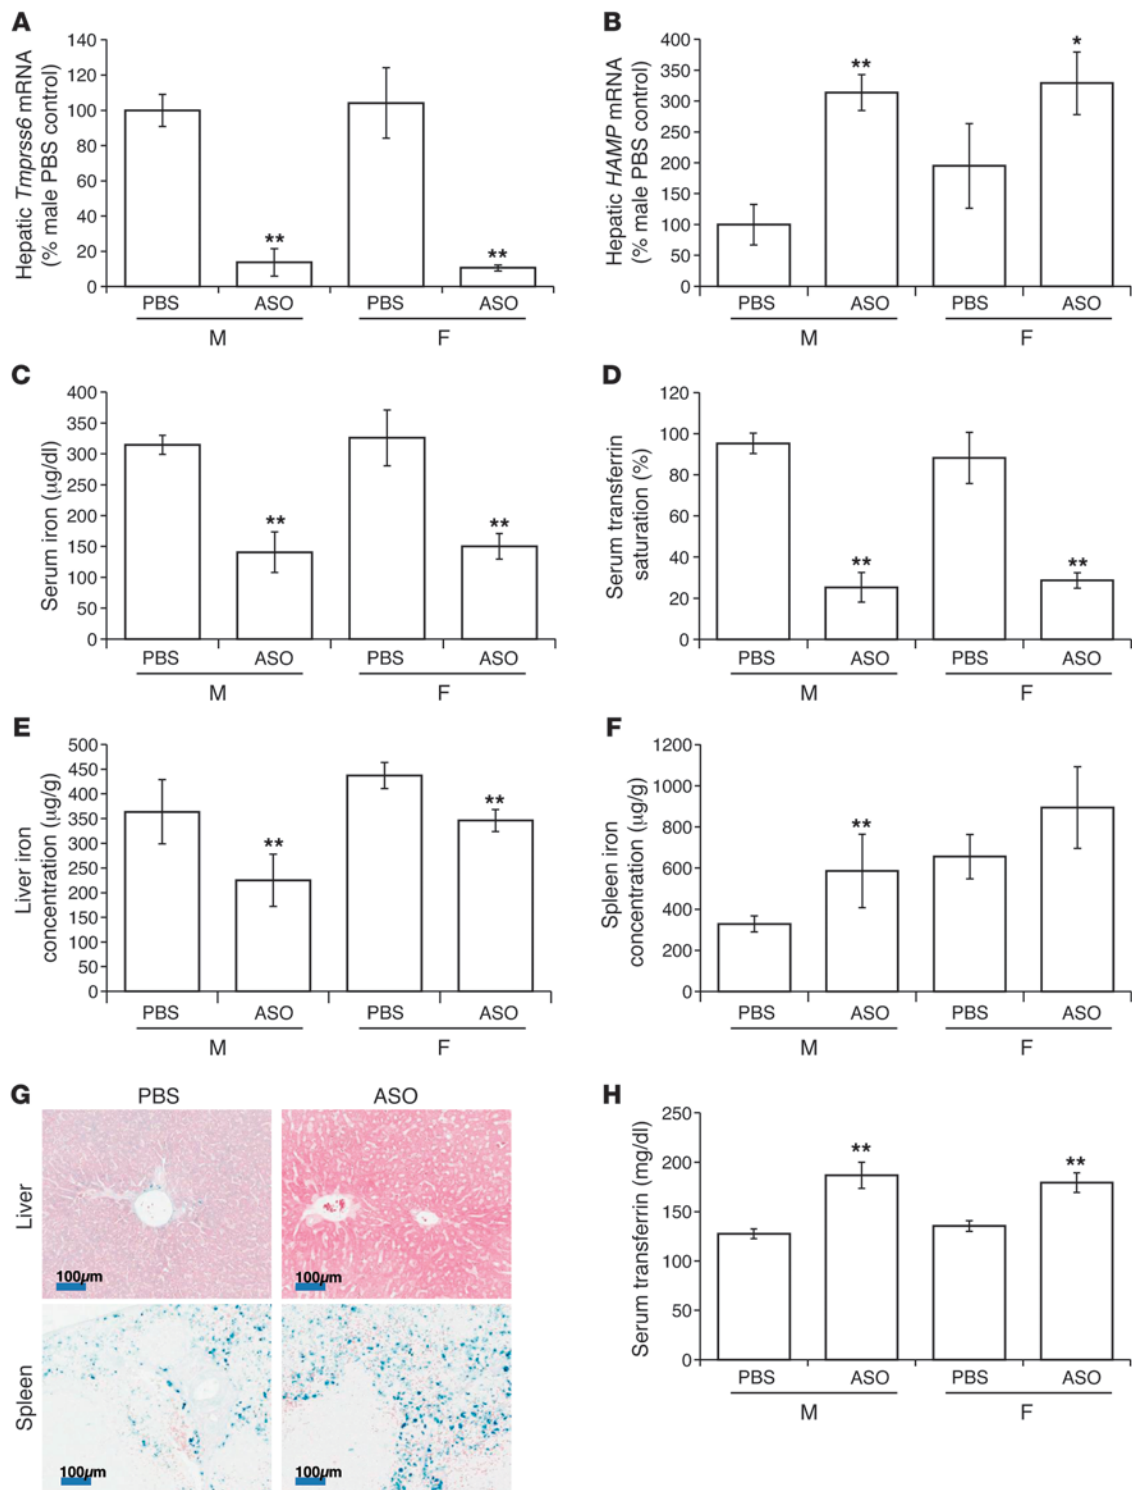 A
Hepatic Tmprss6 mRNA
(% male PBS control)
140
120
100
80
60
40
20
0
**
**
PBS ASO PBS ASO
M F
B
Hepatic HAMP mRNA
(% male PBS control)
400
350
300
250
200
150
100
50
0
**
*
PBS ASO PBS ASO
M F
C
Serum iron (µg/dl)
400
350
300
250
200
150
100
50
0
**
**
PBS ASO PBS ASO
M F
D
Serum transferrin
saturation (%)
120
100
80
60
40
20
0
**
**
PBS ASO PBS ASO
M F
E
Liver iron
concentration (µg/g)
500
450
400
350
300
250
200
150
100
50
0
**
**
PBS ASO PBS ASO
M F
F
Spleen iron
concentration (µg/g)
1200
1000
800
600
400
200
0
**
PBS ASO PBS ASO
M F
G
PBS ASO
Liver
100µm 100µm
Spleen
100µm 100µm
H
Serum transferrin (mg/dl)
250
200
150
100
50
0
**
**
PBS ASO PBS ASO
M F